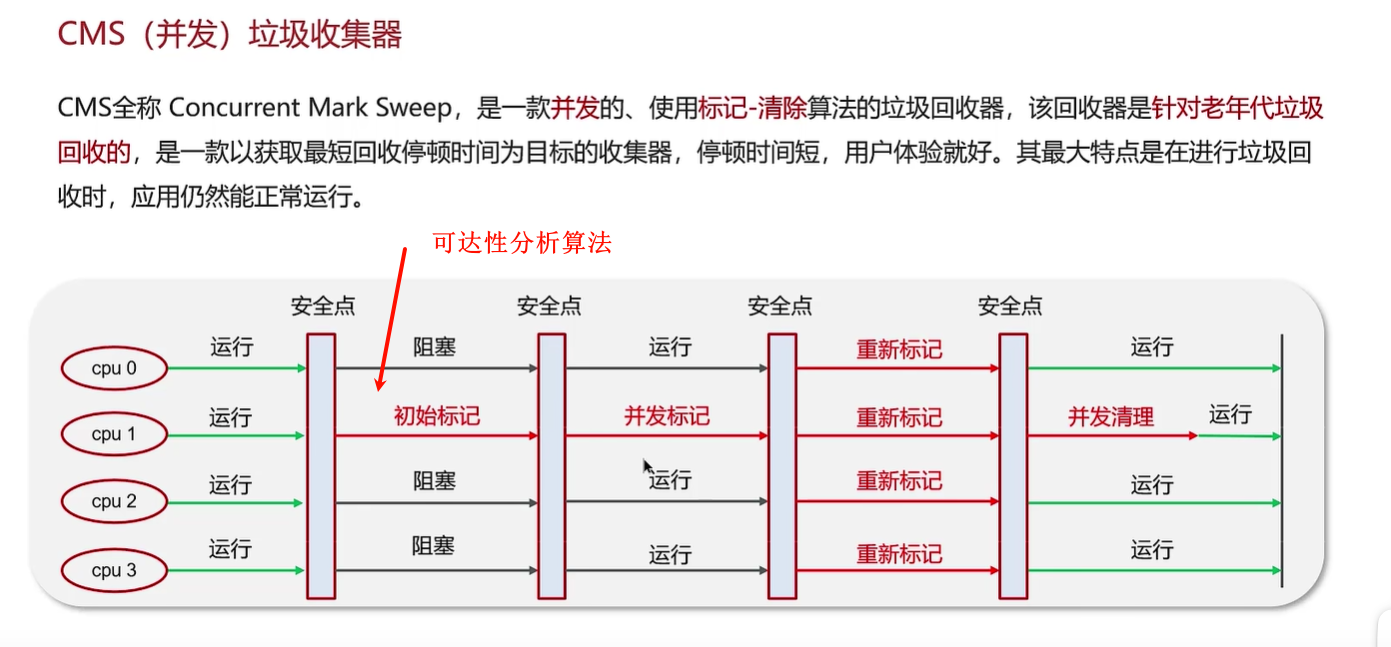 CMS（并发）垃圾收集器
CMS全称 Concurrent Mark Sweep，是一款并发的、使用标记-清除算法的垃圾回收器，该回收器是针对老年代垃圾
回收的，是一款以获取最短回收停顿时间为目标的收集器，停顿时间短，用户体验就好。其最大特点是在进行垃圾回
收时，应用仍然能正常运行。
可达性分析算法
安全点 安全点 安全点 安全点
cpu 0 运行 阻塞 运行 重新标记 运行
cpu 1 运行 初始标记 并发标记 重新标记 并发清理 运行
cpu 2 运行 阻塞 运行 重新标记 运行
cpu 3 运行 阻塞 运行 重新标记 运行